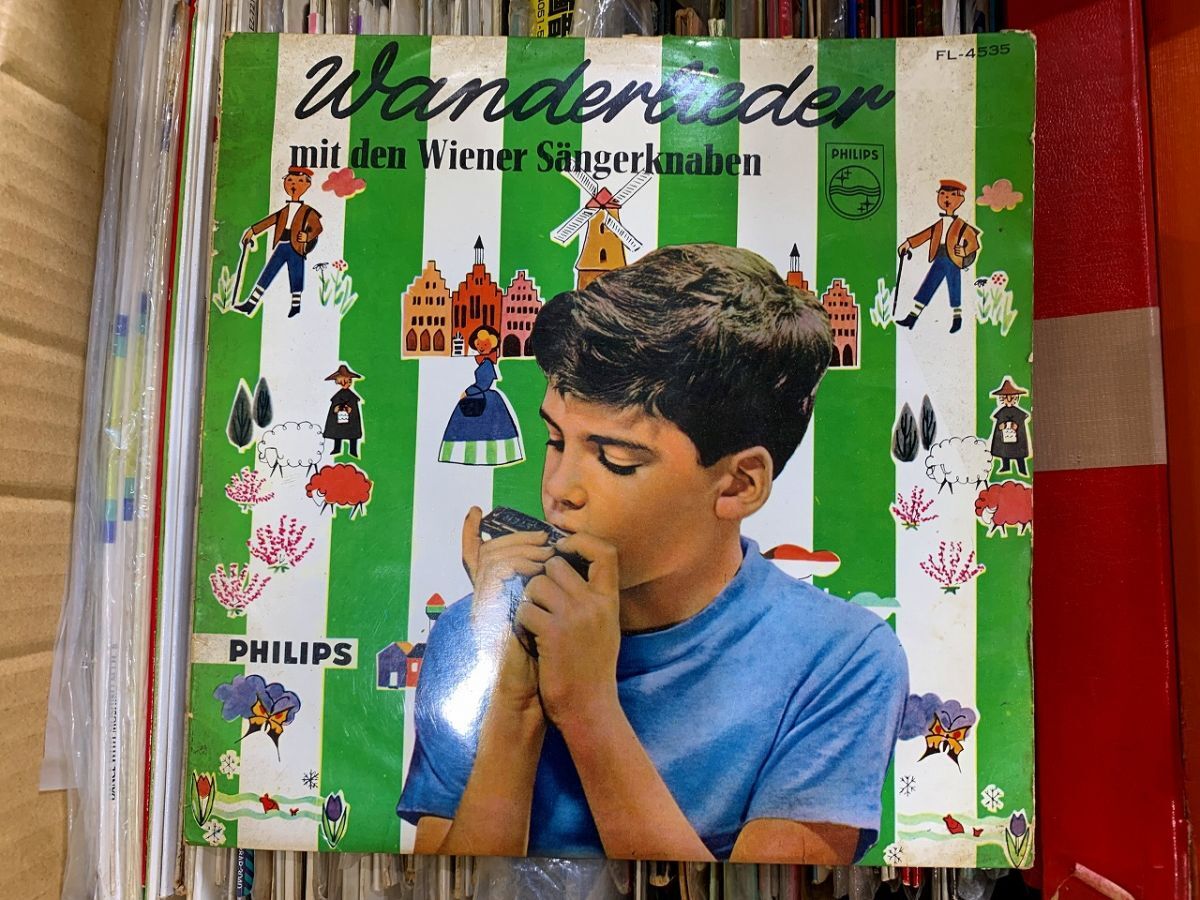 FL-4535
Wanderlieder
mit den Wiener Sängerknaben
PHILIPS
PHILIPS